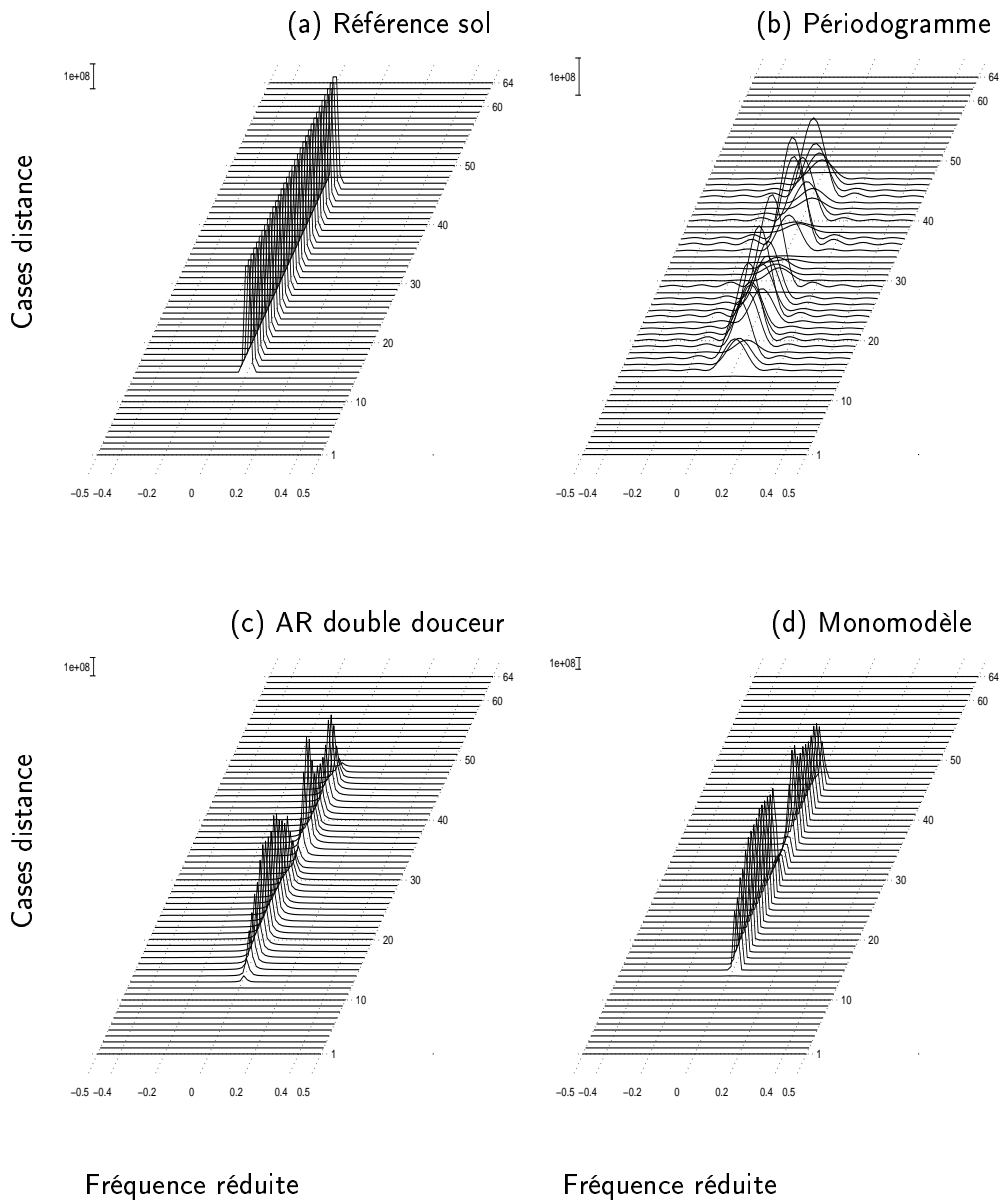 (a) Référence sol
(b) Périodogramme
1e+08
1e+08
64
60
50
40
30
20
10
1
64
60
50
40
30
20
10
1
Cases distance
−0.5 −0.4 −0.2 0 0.2 0.4 0.5
−0.5 −0.4 −0.2 0 0.2 0.4 0.5
(c) AR double douceur
(d) Monomodèle
1e+08
1e+08
64
60
50
40
30
20
10
1
64
60
50
40
30
20
10
1
Cases distance
−0.5 −0.4 −0.2 0 0.2 0.4 0.5
−0.5 −0.4 −0.2 0 0.2 0.4 0.5
Fréquence réduite
Fréquence réduite